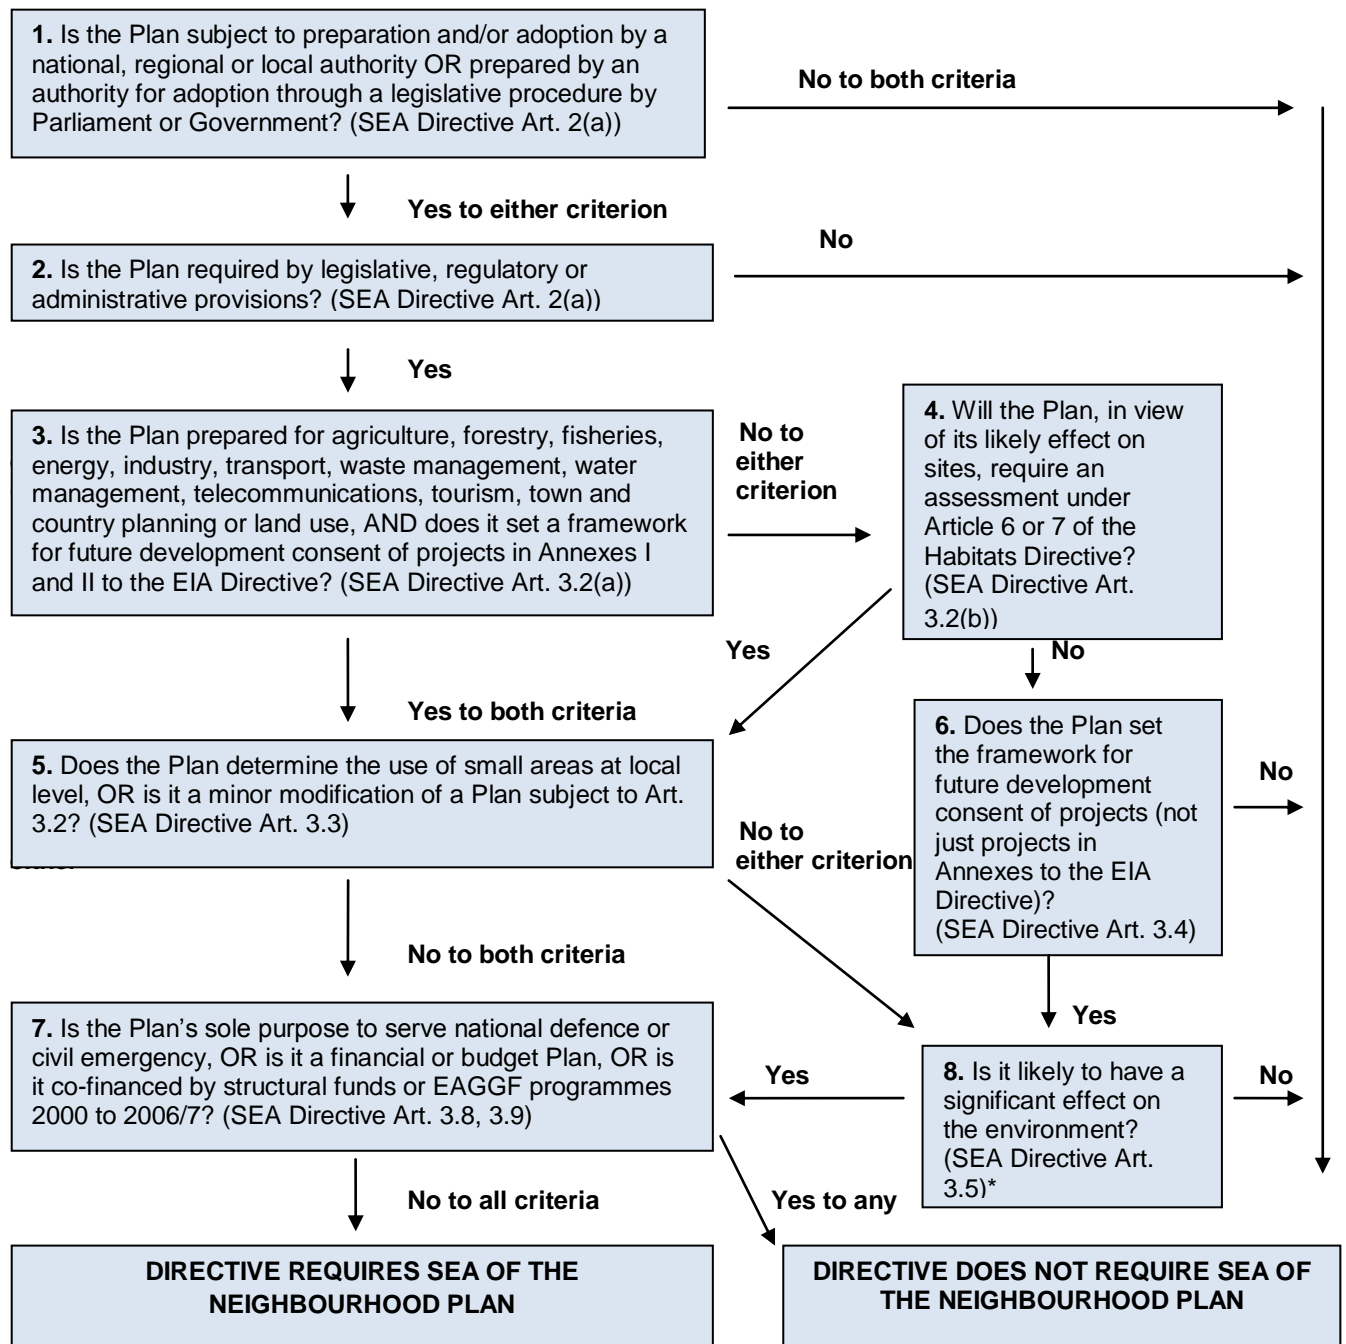 1. Is the Plan subject to preparation and/or adoption by a
national, regional or local authority OR prepared by an
authority for adoption through a legislative procedure by
Parliament or Government? (SEA Directive Art. 2(a))
No to both criteria
Yes to either criterion
2. Is the Plan required by legislative, regulatory or
administrative provisions? (SEA Directive Art. 2(a))
No
Yes
3. Is the Plan prepared for agriculture, forestry, fisheries,
energy, industry, transport, waste management, water
management, telecommunications, tourism, town and
country planning or land use, AND does it set a framework
for future development consent of projects in Annexes I
and II to the EIA Directive? (SEA Directive Art. 3.2(a))
No to
either
criterion
4. Will the Plan, in view
of its likely effect on
sites, require an
assessment under
Article 6 or 7 of the
Habitats Directive?
(SEA Directive Art.
3.2(b))
Yes
No
Yes to both criteria
5. Does the Plan determine the use of small areas at local
level, OR is it a minor modification of a Plan subject to Art.
3.2? (SEA Directive Art. 3.3)
No to
either criterion
6. Does the Plan set
the framework for
future development
consent of projects (not
just projects in
Annexes to the EIA
Directive)?
(SEA Directive Art. 3.4)
No
No to both criteria
Yes
7. Is the Plan's sole purpose to serve national defence or
civil emergency, OR is it a financial or budget Plan, OR is
it co-financed by structural funds or EAGGF programmes
2000 to 2006/7? (SEA Directive Art. 3.8, 3.9)
Yes
8. Is it likely to have a
significant effect on
the environment?
(SEA Directive Art.
3.5)*
No
No to all criteria
Yes to any
DIRECTIVE REQUIRES SEA OF THE
NEIGHBOURHOOD PLAN
DIRECTIVE DOES NOT REQUIRE SEA OF
THE NEIGHBOURHOOD PLAN